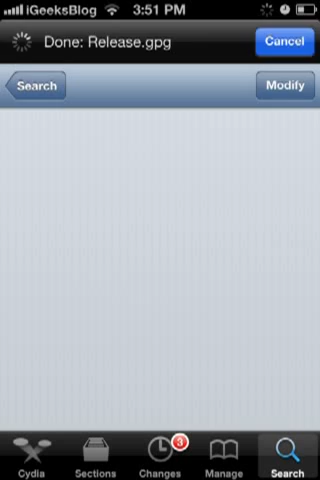 iGeeksBlog 3:51 PM
Done: Release.gpg Cancel
Search Modify
3
Cydia Sections Changes Manage Search